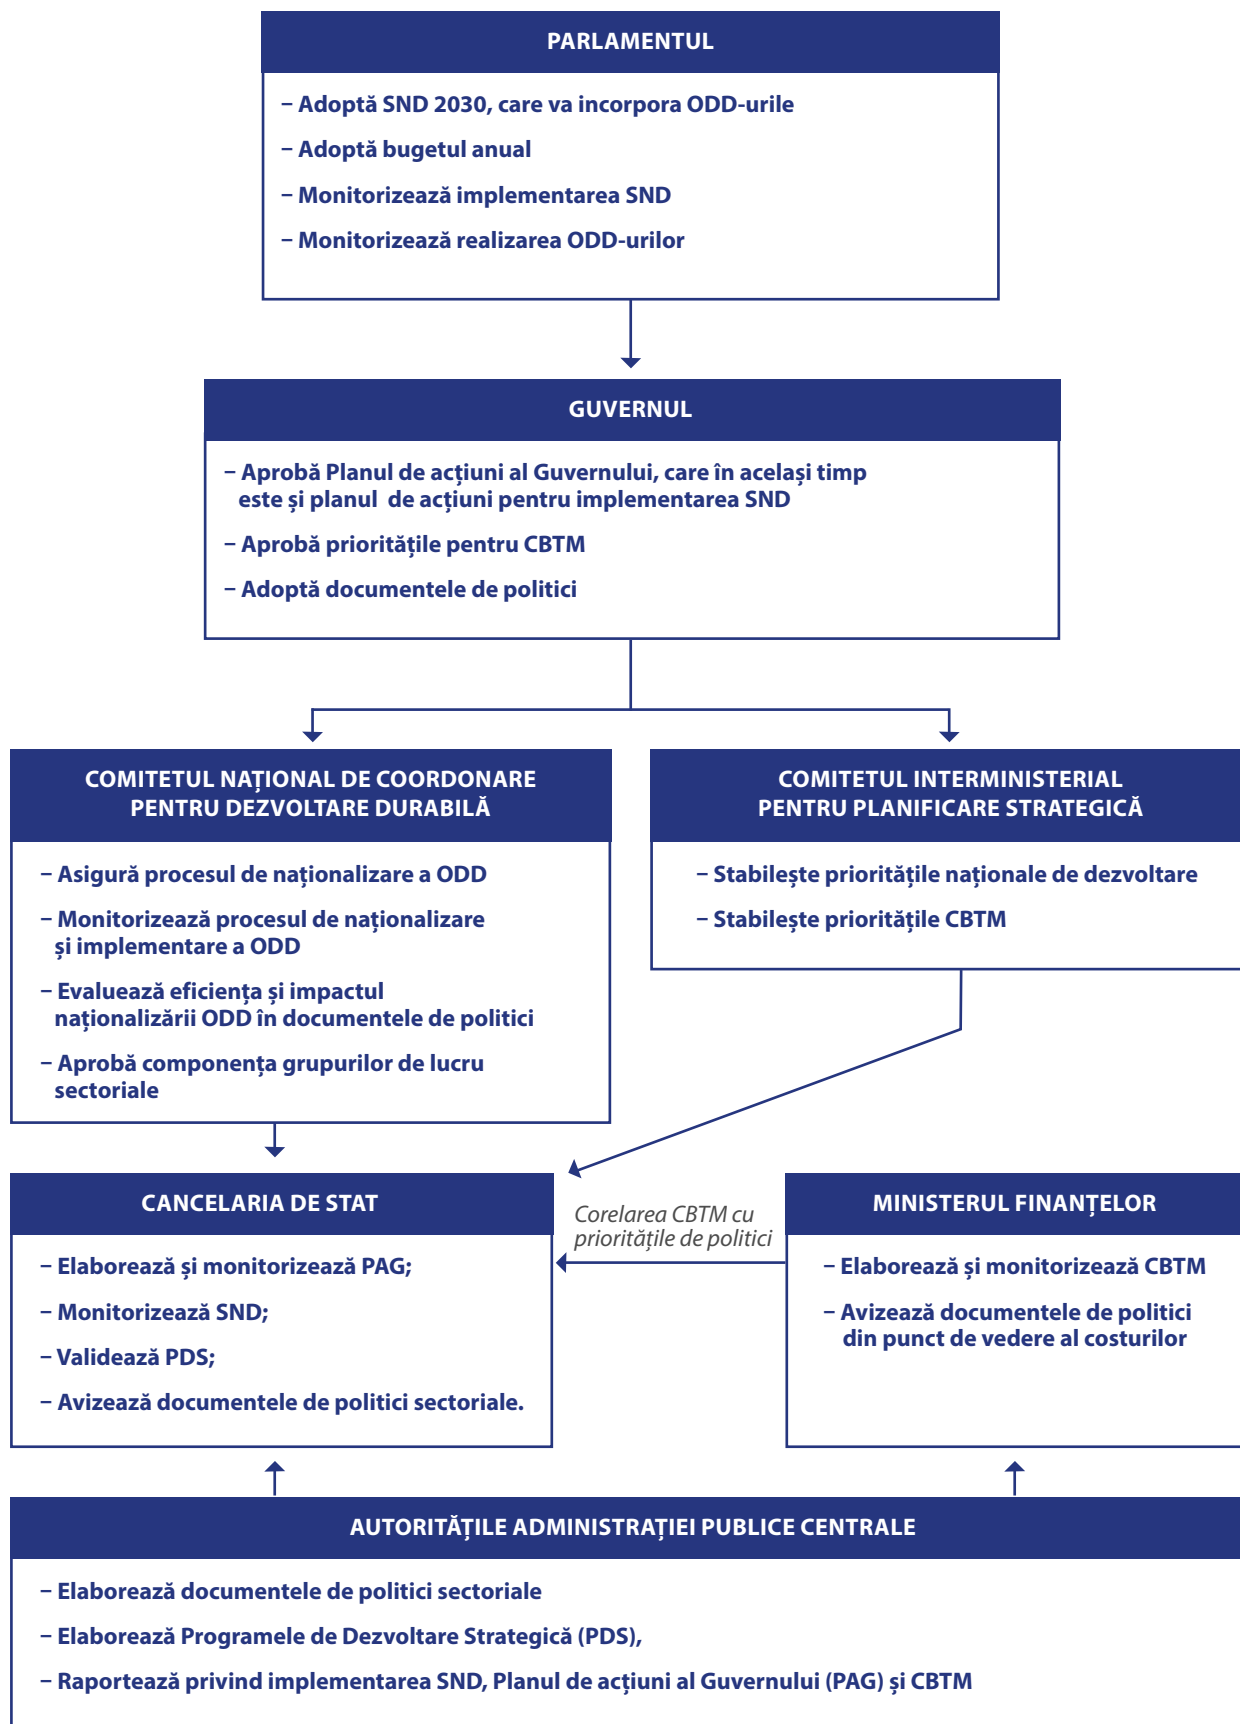 PARLAMENTUL
– Adoptă SND 2030, care va incorpora ODD-urile
– Adoptă bugetul anual
– Monitorizează implementarea SND
– Monitorizează realizarea ODD-urilor
GUVERNUL
– Aprobă Planul de acțiuni al Guvernului, care în același timp
este și planul de acțiuni pentru implementarea SND
– Aprobă prioritățile pentru CBTM
– Adoptă documentele de politici
COMITETUL NAȚIONAL DE COORDONARE
PENTRU DEZVOLTARE DURABILĂ
– Asigură procesul de naționalizare a ODD
– Monitorizează procesul de naționalizare
și implementare a ODD
– Evaluează eficiența și impactul
naționalizării ODD în documentele de politici
– Aprobă componența grupurilor de lucru
sectoriale
COMITETUL INTERMINISTERIAL
PENTRU PLANIFICARE STRATEGICĂ
– Stabilește prioritățile naționale de dezvoltare
– Stabilește prioritățile CBTM
CANCELARIA DE STAT
– Elaborează și monitorizează PAG;
– Monitorizează SND;
– Validează PDS;
– Avizează documentele de politici sectoriale.
Corelarea CBTM cu
prioritățile de politici
MINISTERUL FINANȚELOR
– Elaborează și monitorizează CBTM
– Avizează documentele de politici
din punct de vedere al costurilor
AUTORITĂȚILE ADMINISTRAȚIEI PUBLICE CENTRALE
– Elaborează documentele de politici sectoriale
– Elaborează Programele de Dezvoltare Strategică (PDS),
– Raportează privind implementarea SND, Planul de acțiuni al Guvernului (PAG) și CBTM